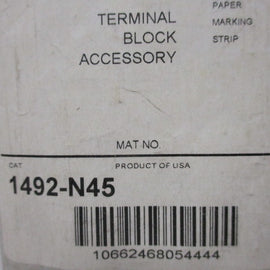 TERMINAL
BLOCK
ACCESSORY
PAPER
MARKING
STRIP
MAT NO.
CAT PRODUCT OF USA
1492-N45
10662468054444